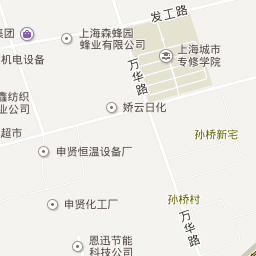 发工路
集团
上海森蜂园
蜂业有限公司
万华路
上海城市
专修学院
机电设备
鑫纺织
业公司
娇云日化
超市
孙桥新宅
申贤恒温设备厂
孙桥村
申贤化工厂
万华路
恩迅节能
科技公司